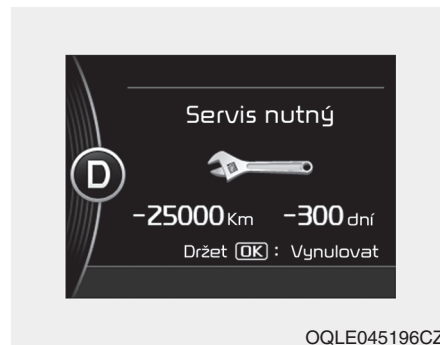 Servis nutný
D
-25000 Km -300 dní
Držet OK : Vynulovat
OQLE045196CZ